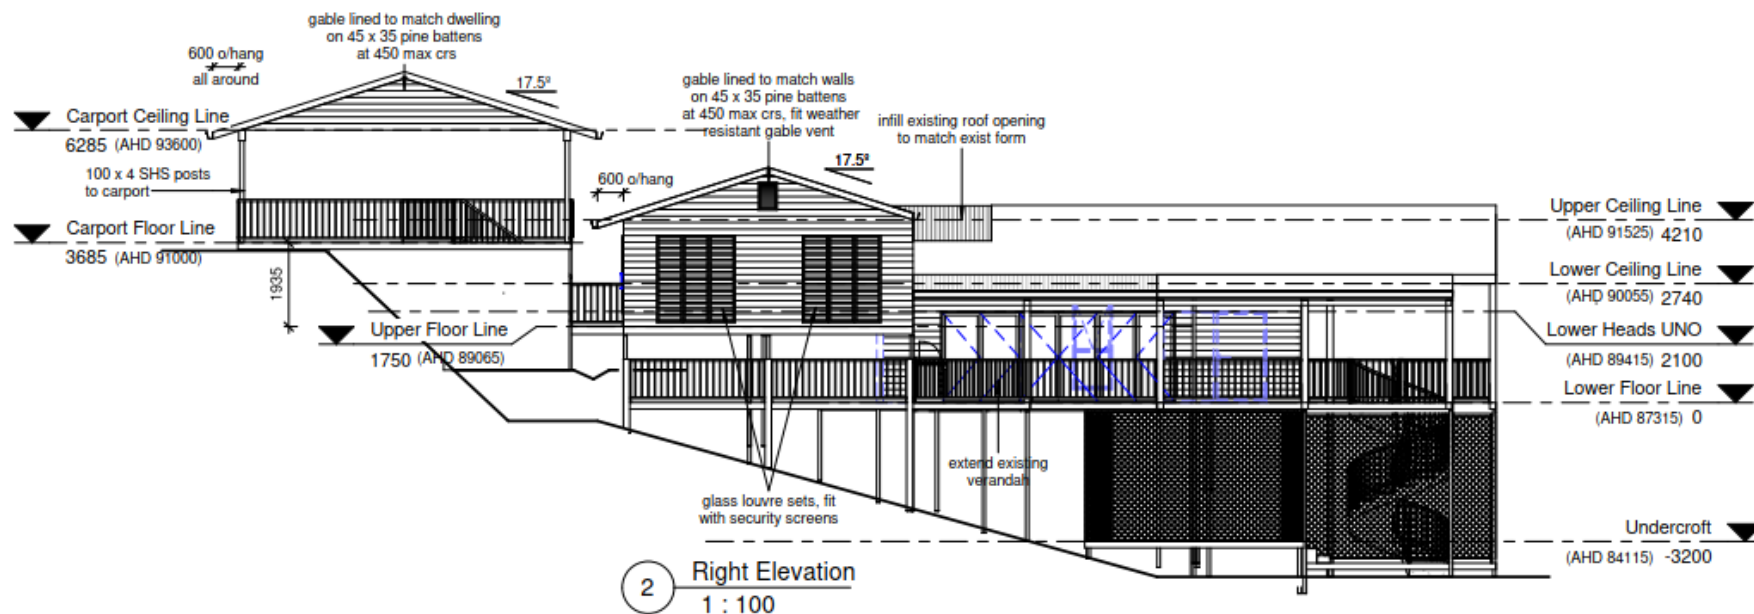 gable lined to match dwelling
on 45 x 35 pine battens
at 450 max crs
600 o/hang
all around
17.5º
Carport Ceiling Line
6285 (AHD 93600)
100 x 4 SHS posts
to carport
Carport Floor Line
3685 (AHD 91000)
1935
Upper Floor Line
1750 (AHD 89065)
gable lined to match walls
on 45 x 35 pine battens
at 450 max crs, fit weather
resistant gable vent
600 o/hang
17.5º
infill existing roof opening
to match exist form
Upper Ceiling Line
(AHD 91525) 4210
Lower Ceiling Line
(AHD 90055) 2740
Lower Heads UNO
(AHD 89415) 2100
Lower Floor Line
(AHD 87315) 0
extend existing
verandah
glass louvre sets, fit
with security screens
Undercroft
(AHD 84115) -3200
2 Right Elevation
1 : 100